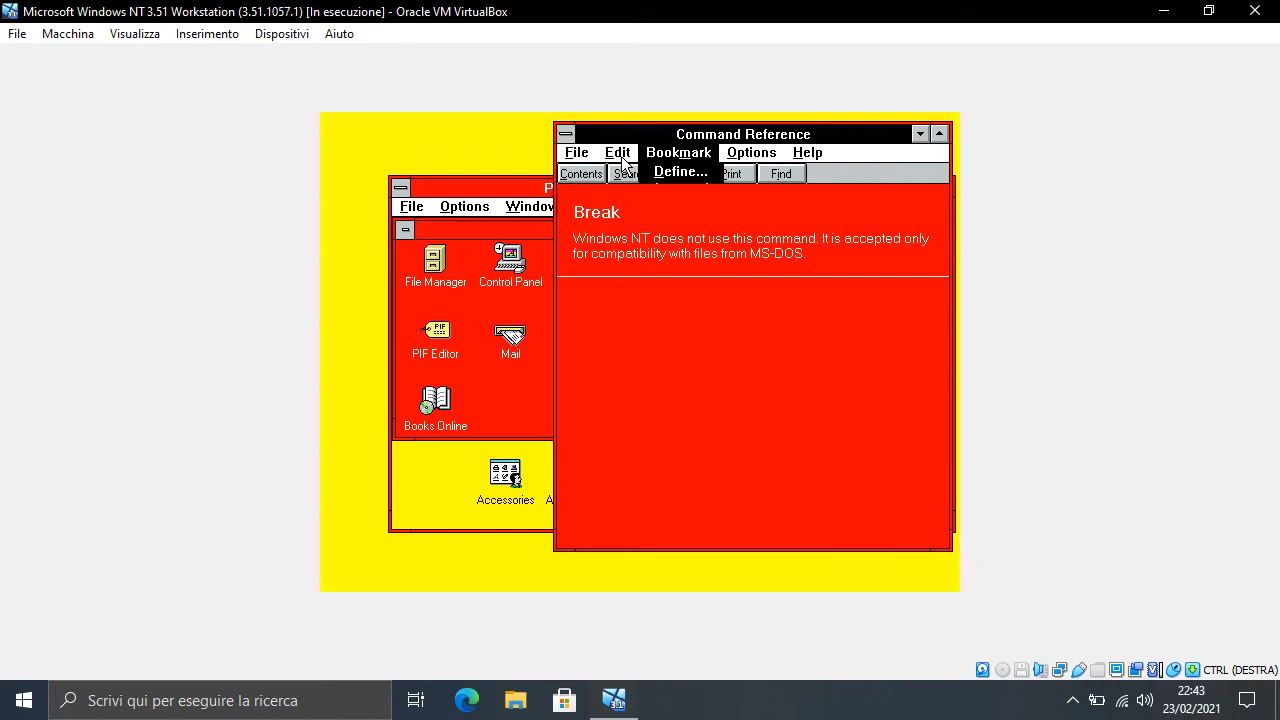 Microsoft Windows NT 3.51 Workstation (3.51.1057.1) [In esecuzione] - Oracle VM VirtualBox
File Macchina Visualizza Inserimento Dispositivi Aiuto
Command Reference
File Edit Bookmark Options Help
Define...
Contents Print Find
P
File Options Window
Break
Windows NT does not use this command. It is accepted only
for compatibility with files from MS-DOS.
File Manager Control Panel
PIF
PIF Editor Mail
Books Online
Accessories A
CTRL (DESTRA)
Scrivi qui per eseguire la ricerca
22:43
23/02/2021